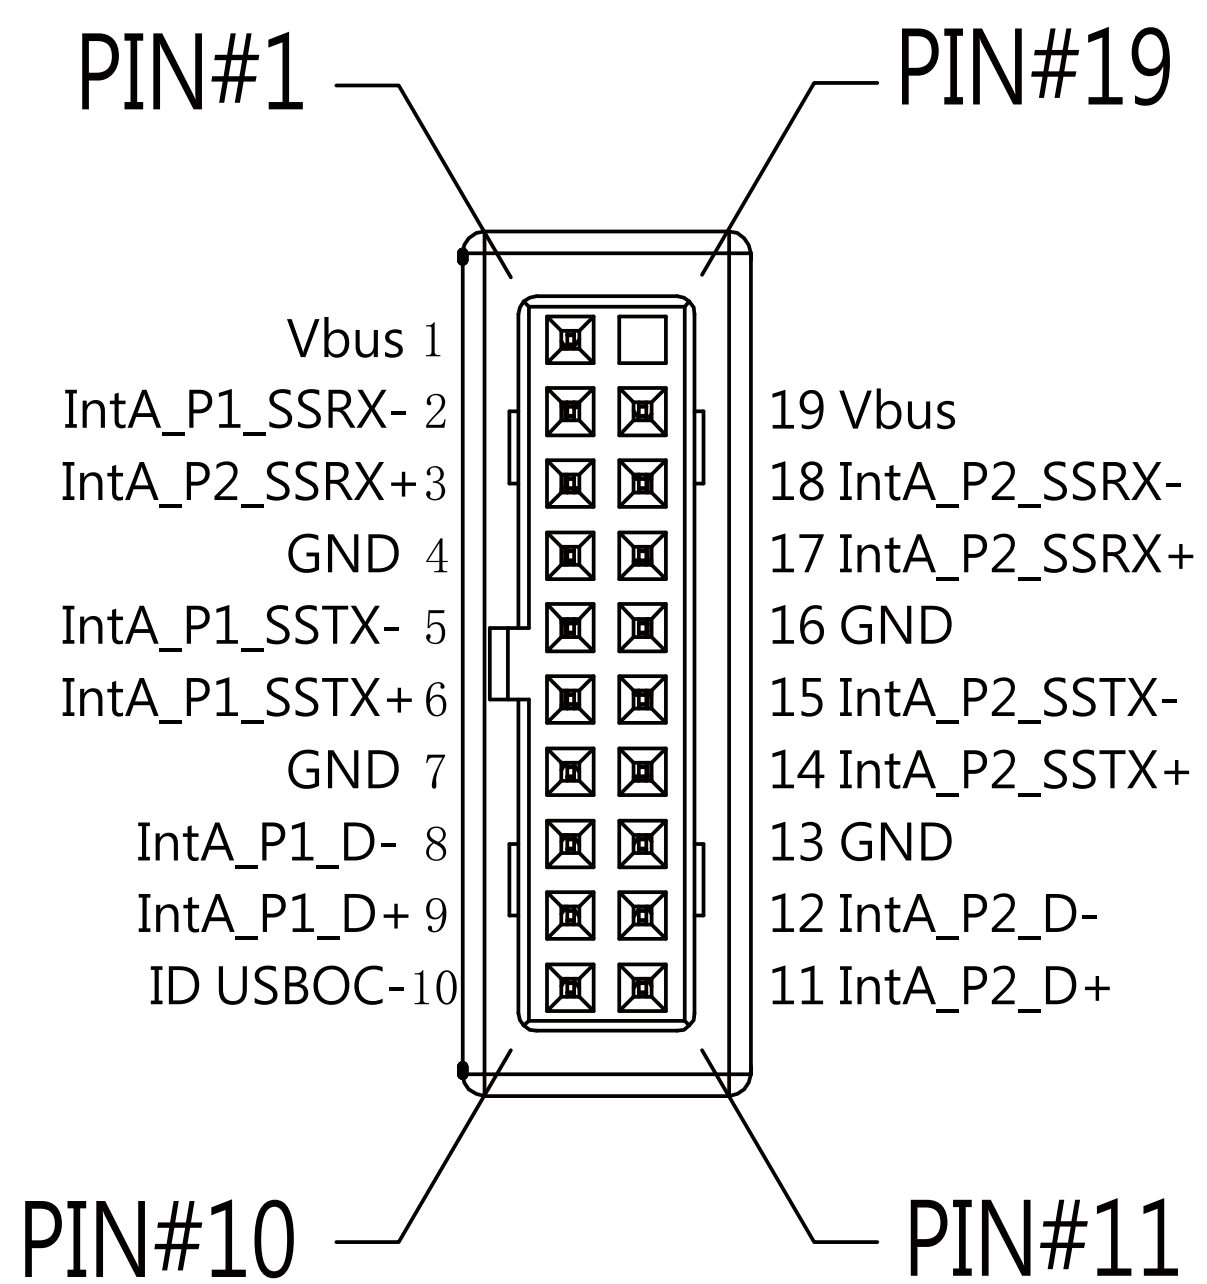 PIN#1
PIN#19
Vbus 1
IntA_P1_SSRX- 2
IntA_P2_SSRX+ 3
GND 4
IntA_P1_SSTX- 5
IntA_P1_SSTX+ 6
GND 7
IntA_P1_D- 8
IntA_P1_D+ 9
ID USBOC- 10
19 Vbus
18 IntA_P2_SSRX-
17 IntA_P2_SSRX+
16 GND
15 IntA_P2_SSTX-
14 IntA_P2_SSTX+
13 GND
12 IntA_P2_D-
11 IntA_P2_D+
PIN#10
PIN#11